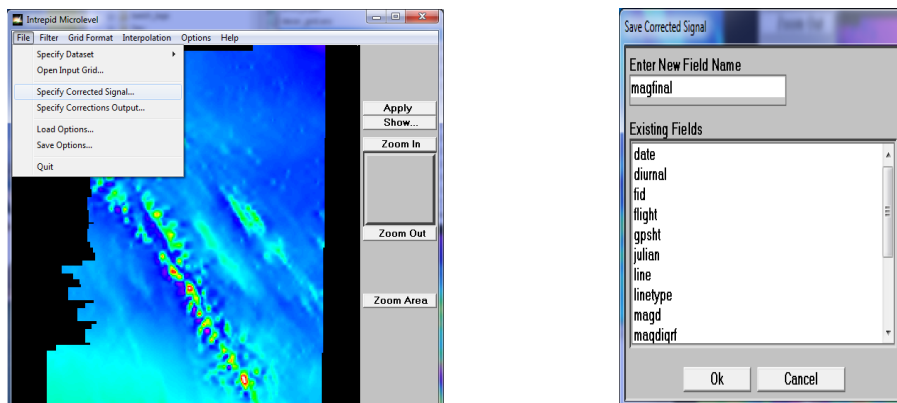 Intrepid Microlevel
File Filter Grid Format Interpolation Options Help
Specify Dataset
Open Input Grid...
Specify Corrected Signal...
Specify Corrections Output...
Load Options...
Save Options...
Quit
Apply
Show...
Zoom In
Zoom Out
Zoom Area
Save Corrected Signal
Enter New Field Name
magfinal
Existing Fields
date
diurnal
fid
flight
gpsht
julian
line
linetype
magd
magdigrf
Ok Cancel